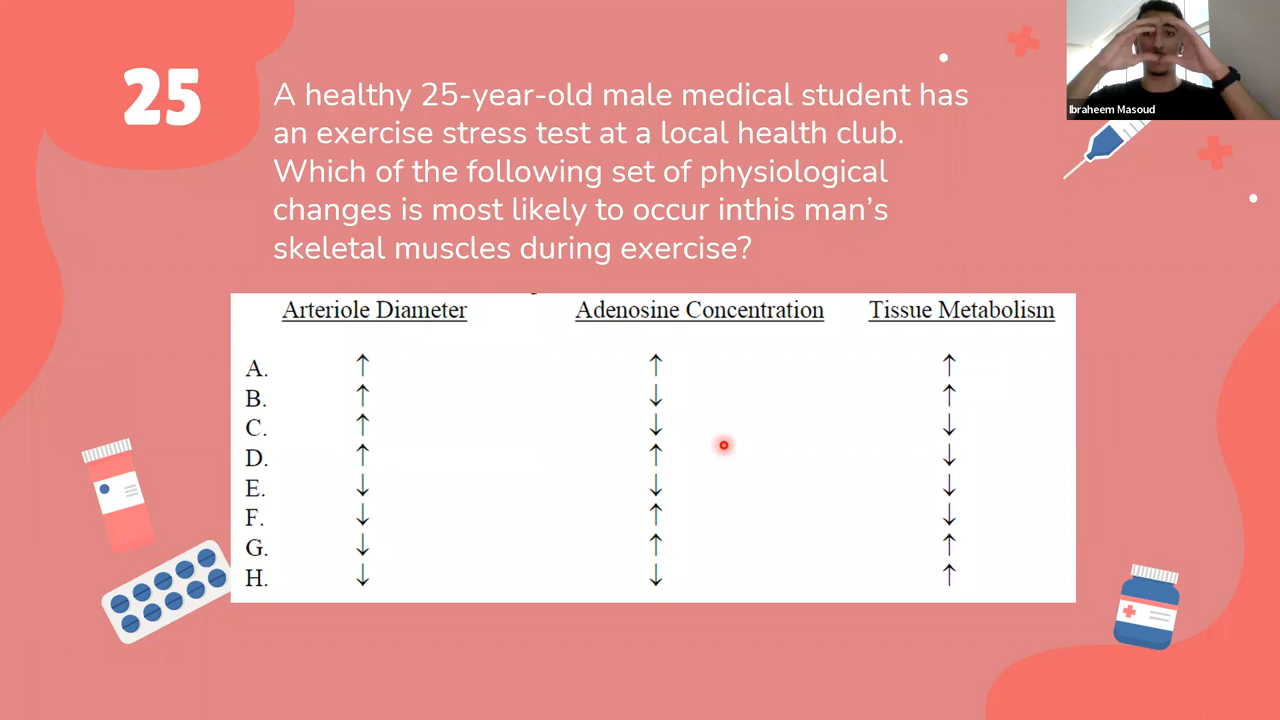 25
A healthy 25-year-old male medical student has
an exercise stress test at a local health club.
Which of the following set of physiological
changes is most likely to occur inthis man’s
skeletal muscles during exercise?
Ibraheem Masoud
Arteriole Diameter Adenosine Concentration Tissue Metabolism
A. ↑ ↑ ↑
B. ↑ ↓ ↑
C. ↑ ↓ ↓
D. ↑ ↑ ↓
E. ↓ ↓ ↓
F. ↓ ↑ ↓
G. ↓ ↑ ↑
H. ↓ ↓ ↑